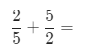 2/5 + 5/2 =